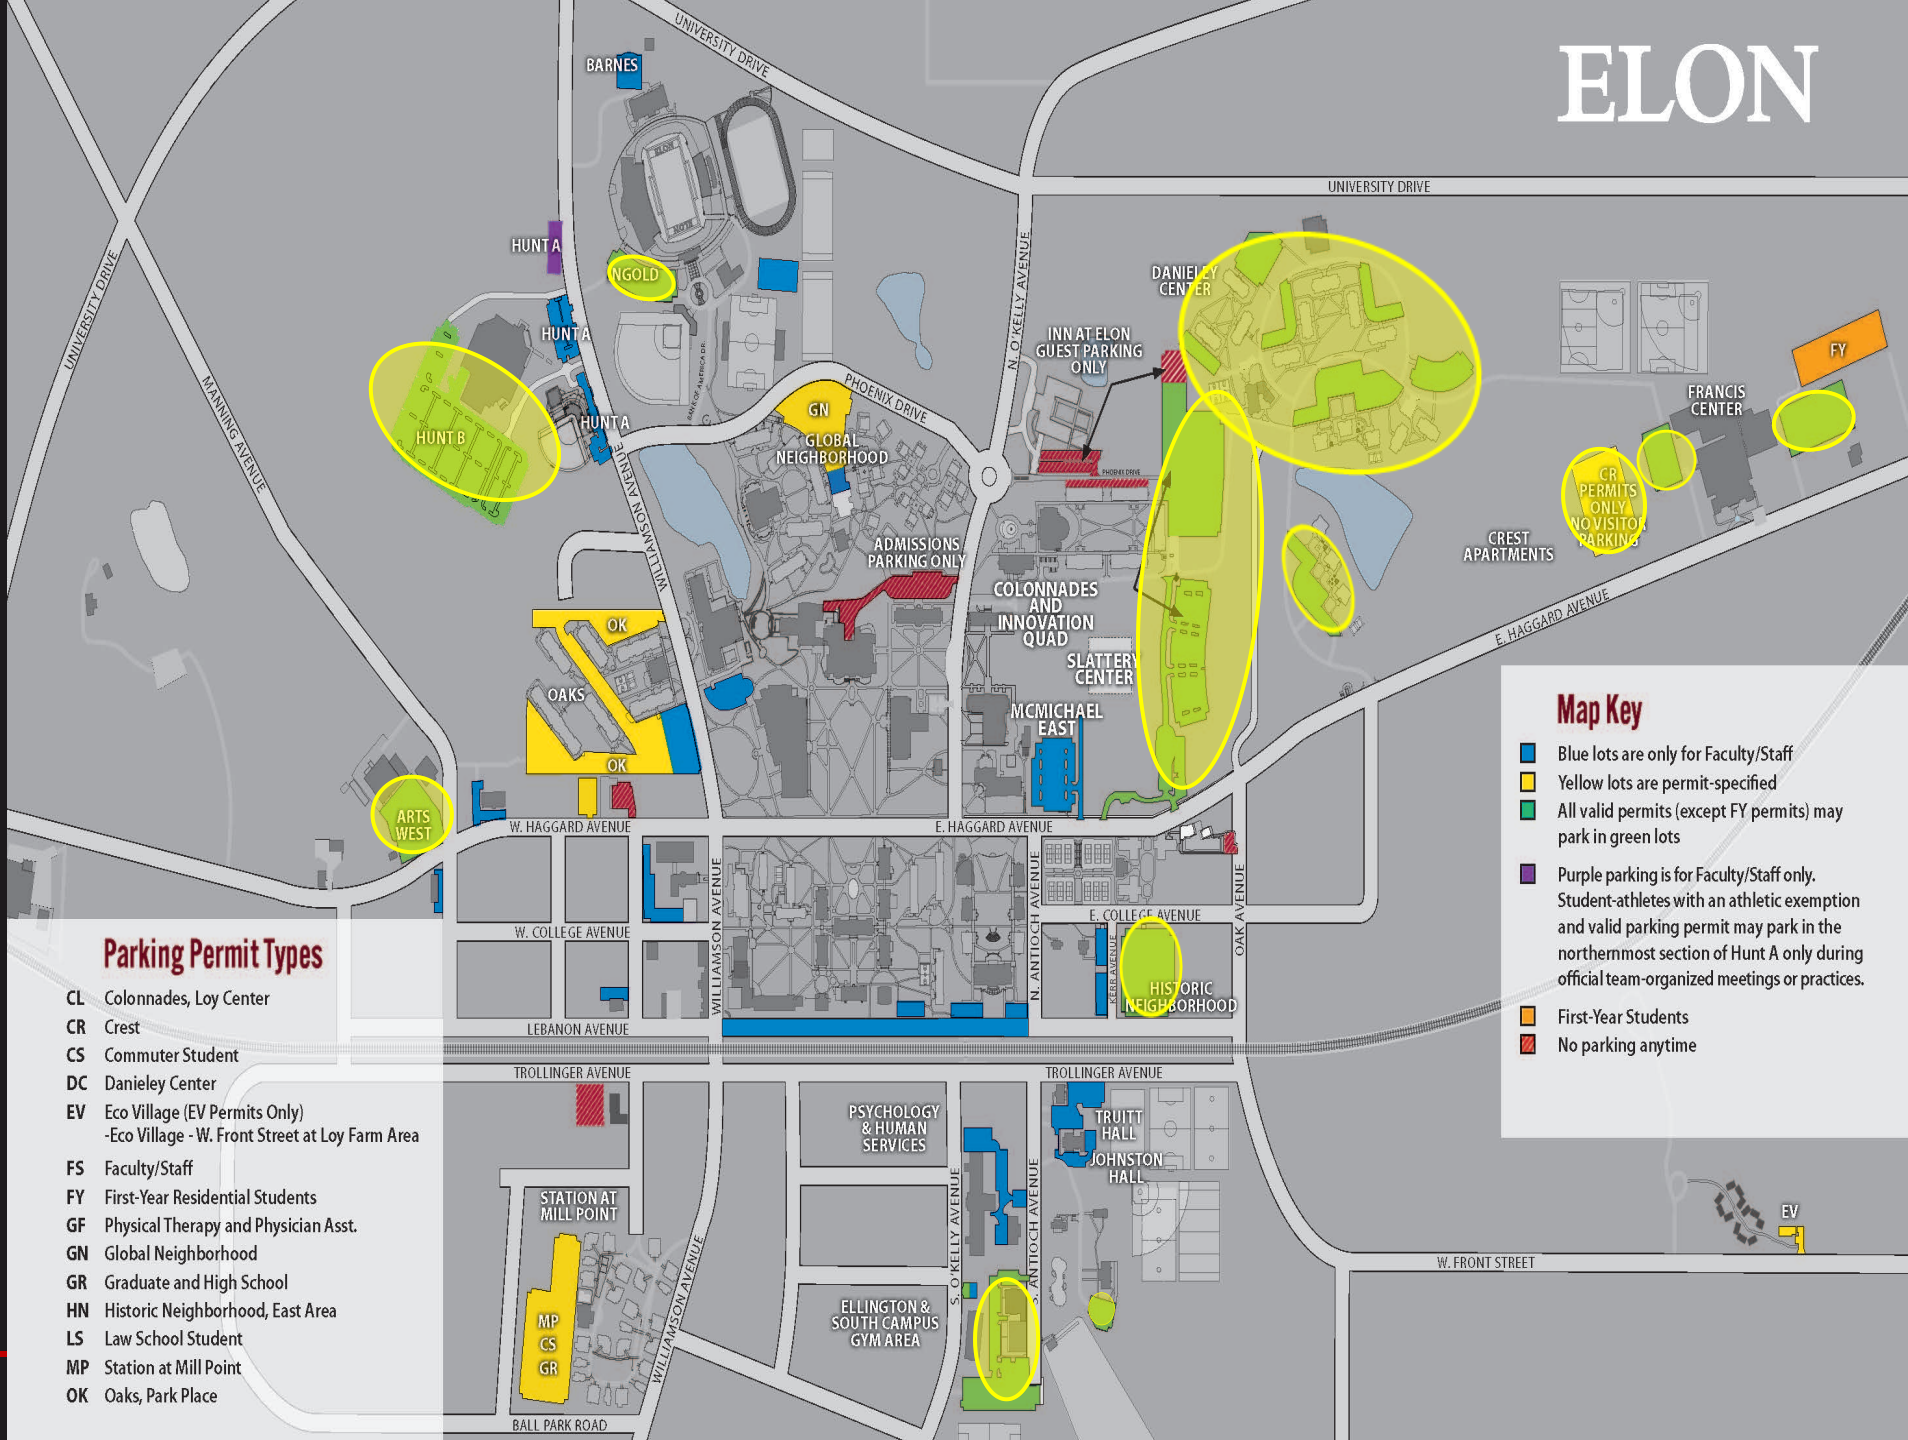 ELON
UNIVERSITY DRIVE
BARNES
UNIVERSITY DRIVE
UNIVERSITY DRIVE
N. O'KELLY AVENUE
HUNT A
NGOLD
DANIELEY
CENTER
HUNT A
INN AT ELON
GUEST PARKING
ONLY
FY
BANK OF AMERICA DR.
MANNING AVENUE
PHOENIX DRIVE
GN
HUNT A
HUNT B
GLOBAL
NEIGHBORHOOD
FRANCIS
CENTER
HN
PHOENIX DRIVE
CR
PERMITS
ONLY
NO VISITOR
PARKING
WILLIAMSON AVENUE
CREST
APARTMENTS
ADMISSIONS
PARKING ONLY
COLONNADES
AND
INNOVATION
QUAD
E. HAGGARD AVENUE
OK
SLATTERY
CENTER
OAKS
MCMICHAEL
EAST
OK
ARTS
WEST
W. HAGGARD AVENUE
E. HAGGARD AVENUE
WILLIAMSON AVENUE
N. ANTIOCH AVENUE
OAK AVENUE
E. COLLEGE AVENUE
W. COLLEGE AVENUE
KERR AVENUE
HISTORIC
NEIGHBORHOOD
LEBANON AVENUE
TROLLINGER AVENUE
TROLLINGER AVENUE
PSYCHOLOGY
& HUMAN
SERVICES
TRUITT
HALL
JOHNSTON
HALL
STATION AT
MILL POINT
S. O'KELLY AVENUE
S. ANTIOCH AVENUE
EV
W. FRONT STREET
WILLIAMSON AVENUE
ELLINGTON &
SOUTH CAMPUS
GYM AREA
MP
CS
GR
BALL PARK ROAD
Map Key
Blue lots are only for Faculty/Staff
Yellow lots are permit-specified
All valid permits (except FY permits) may
park in green lots
Purple parking is for Faculty/Staff only.
Student-athletes with an athletic exemption
and valid parking permit may park in the
northernmost section of Hunt A only during
official team-organized meetings or practices.
First-Year Students
No parking anytime
Parking Permit Types
CL Colonnades, Loy Center
CR Crest
CS Commuter Student
DC Danieley Center
EV Eco Village (EV Permits Only)
-Eco Village - W. Front Street at Loy Farm Area
FS Faculty/Staff
FY First-Year Residential Students
GF Physical Therapy and Physician Asst.
GN Global Neighborhood
GR Graduate and High School
HN Historic Neighborhood, East Area
LS Law School Student
MP Station at Mill Point
OK Oaks, Park Place